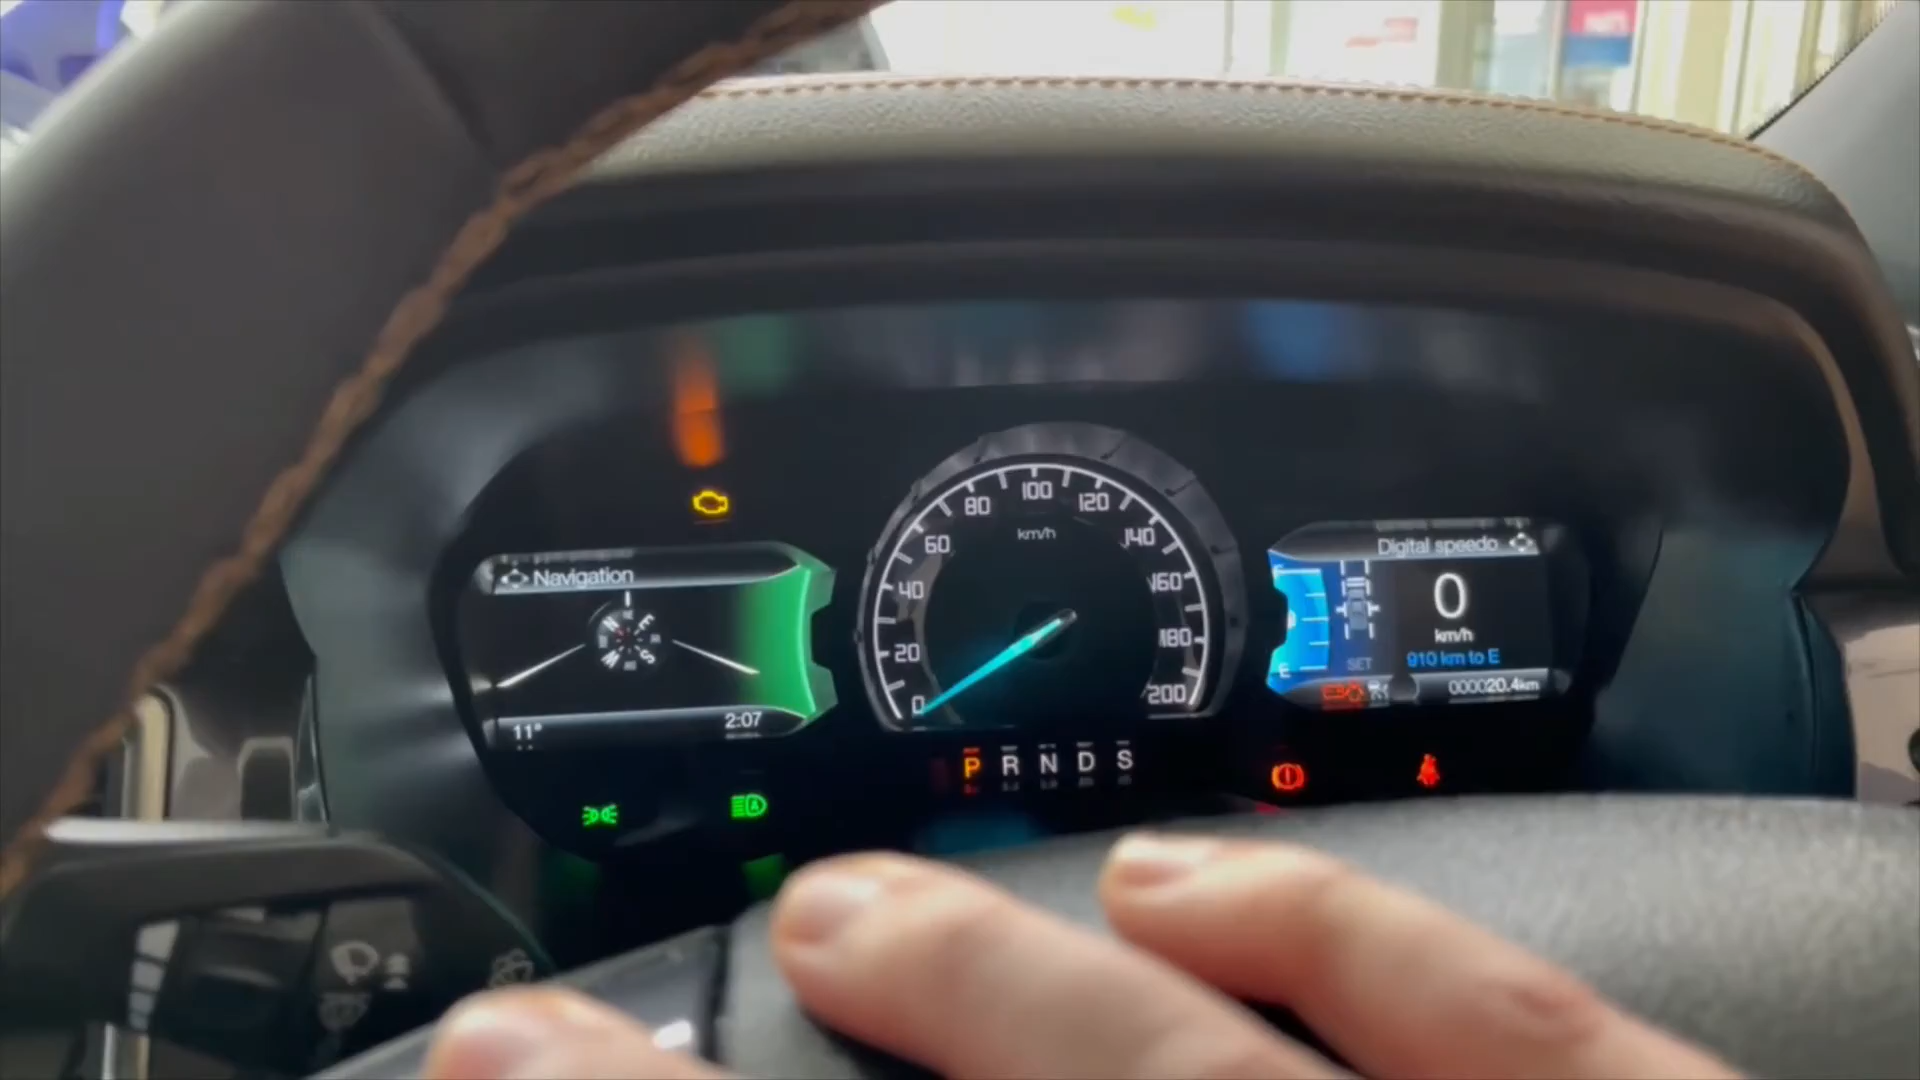 Navigation
N
E
S
W
11°
2:07
0
20
40
60
80
100
120
140
160
180
200
km/h
P R N D S
Digital speedo
0
km/h
910 km to E
E
SET
000020.4km
A